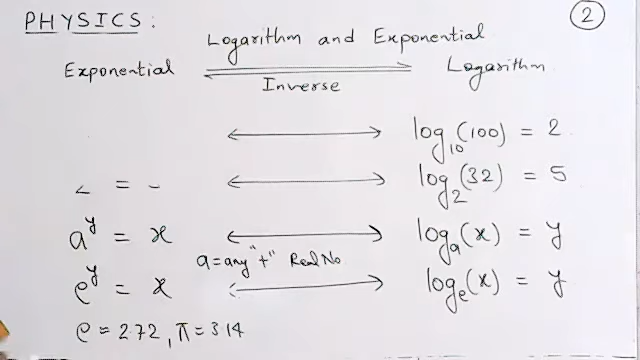 PHYSICS:
2
Logarithm and Exponential
Exponential
Inverse
Logarithm
log₁₀(100) = 2
= log₂(32) = 5
aʸ = x
logₐ(x) = y
a = any "+" Real No
eʸ = x
logₑ(x) = y
e = 2.72, π = 3.14